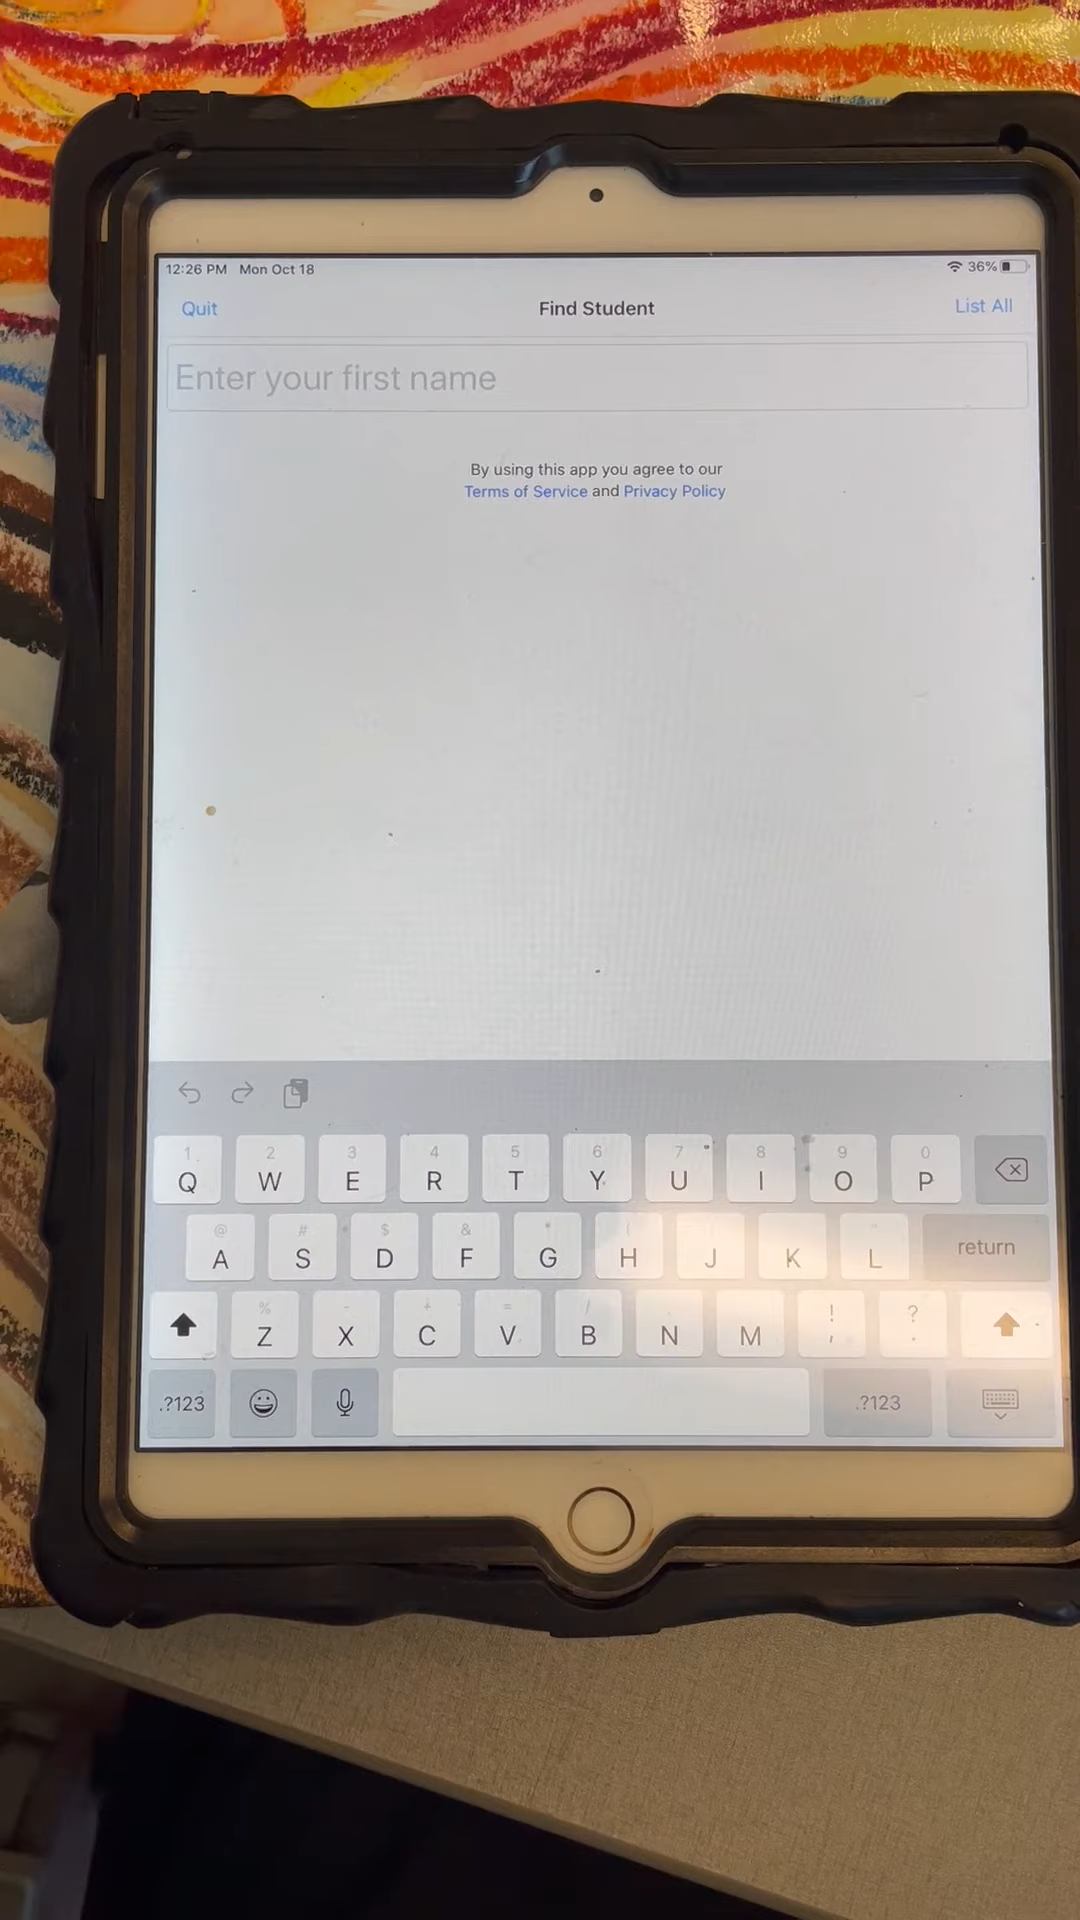 12:26 PM Mon Oct 18 36%
Quit Find Student List All
Enter your first name
By using this app you agree to our
Terms of Service and Privacy Policy
1 2 3 4 5 6 7 8 9 0
Q W E R T Y U I O P
@ # $ & * ( ) "
A S D F G H J K L return
% - + = / ; : ! ?
Z X C V B N M , .
.?123 .?123